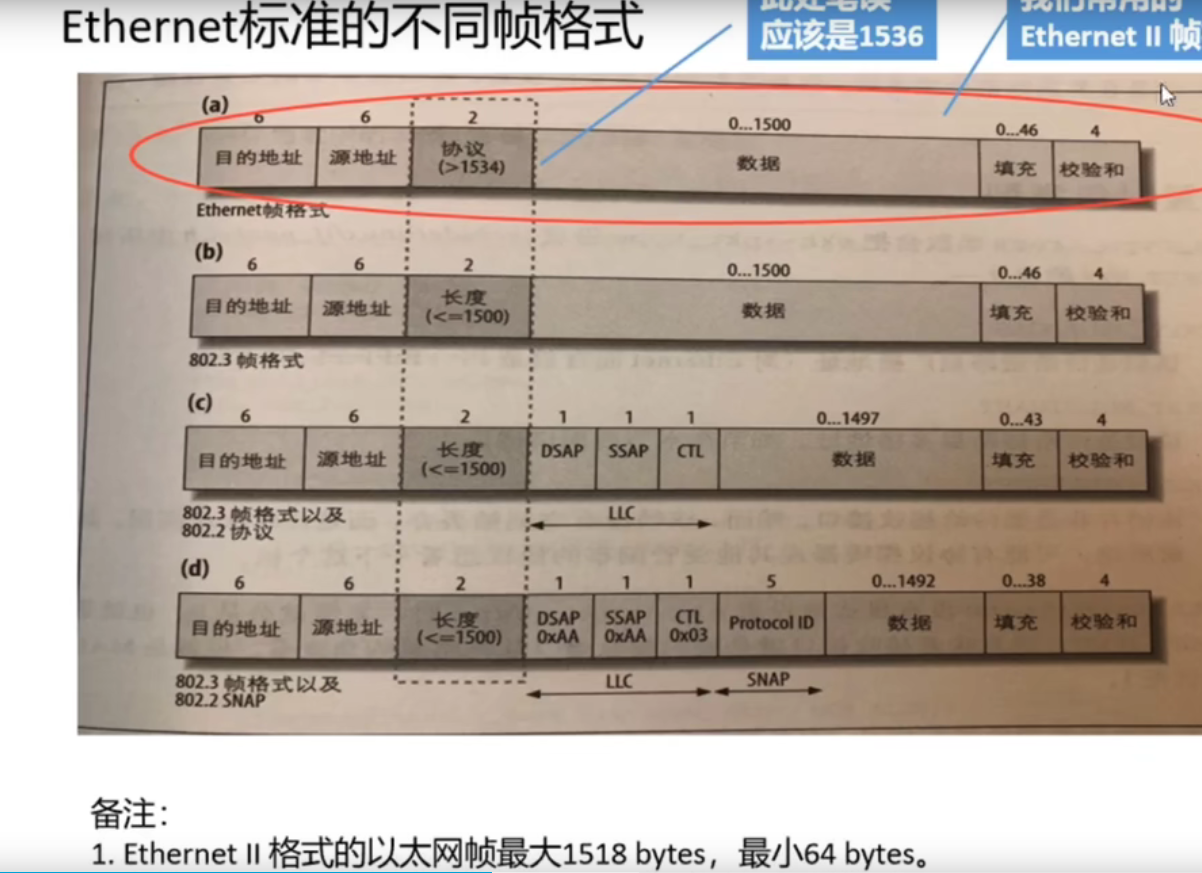 Ethernet标准的不同帧格式
此处笔误
应该是1536
我们常用的
Ethernet II 帧
(a)
6 6 2 0...1500 0...46 4
目的地址 源地址 协议 (>1534) 数据 填充 校验和
Ethernet帧格式
(b)
6 6 2 0...1500 0...46 4
目的地址 源地址 长度 (<=1500) 数据 填充 校验和
802.3 帧格式
(c)
6 6 2 1 1 1 0...1497 0...43 4
目的地址 源地址 长度 (<=1500) DSAP SSAP CTL 数据 填充 校验和
802.3 帧格式以及
802.2 协议
LLC
(d)
6 6 2 1 1 1 5 0...1492 0...38 4
目的地址 源地址 长度 (<=1500) DSAP 0xAA SSAP 0xAA CTL 0x03 Protocol ID 数据 填充 校验和
802.3 帧格式以及
802.2 SNAP
LLC SNAP
备注：
1. Ethernet II 格式的以太网帧最大1518 bytes，最小64 bytes。